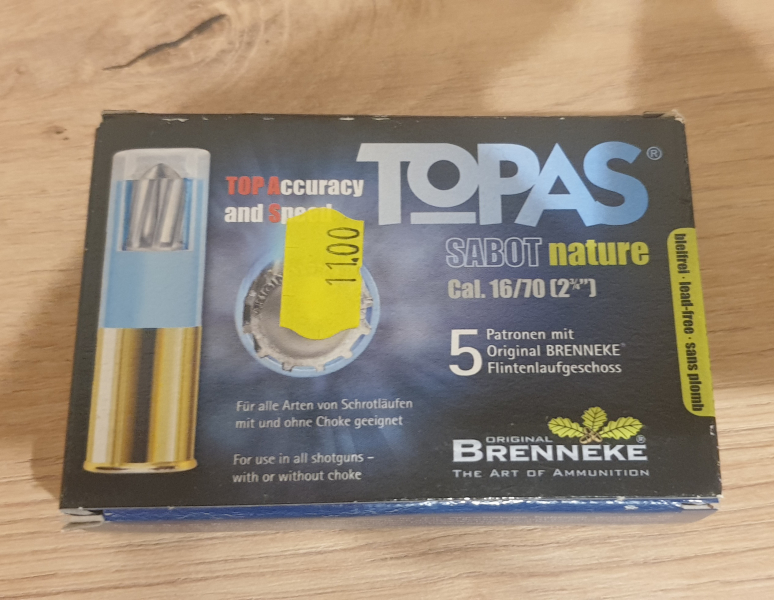 TOPAS®
TOP Accuracy
and Speed
11.00
SABOT nature
Cal. 16/70 (2¾")
5 Patronen mit
Original BRENNEKE®
Flintenlaufgeschoss
bleifrei · lead-free · sans plomb
Für alle Arten von Schrotläufen
mit und ohne Choke geeignet
For use in all shotguns –
with or without choke
ORIGINAL
BRENNEKE®
THE ART OF AMMUNITION